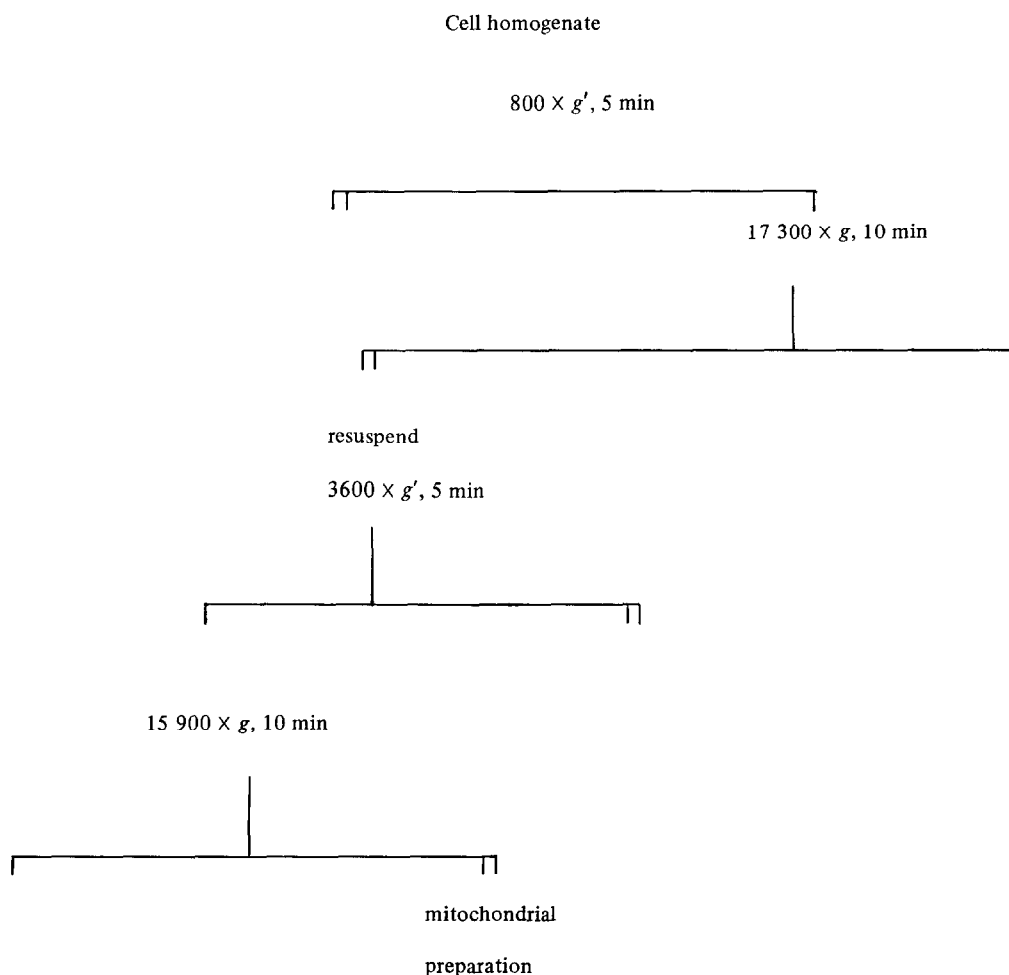 Cell homogenate
800 × g′, 5 min
17 300 × g, 10 min
resuspend
3600 × g′, 5 min
15 900 × g, 10 min
mitochondrial
preparation